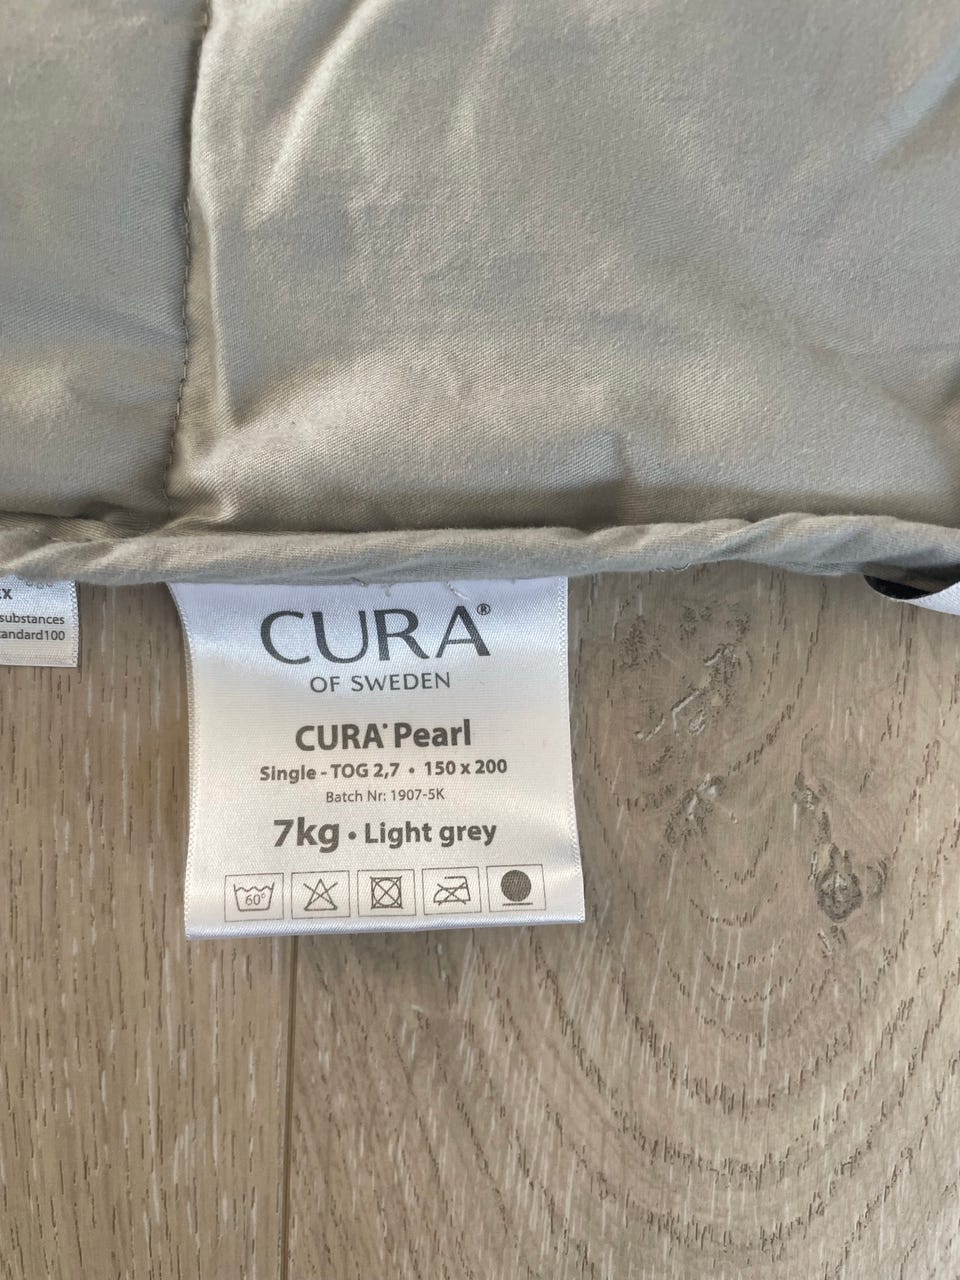 x
substances
andard100
CURA®
OF SWEDEN
CURA® Pearl
Single - TOG 2,7 • 150 x 200
Batch Nr: 1907-5K
7kg • Light grey
60°